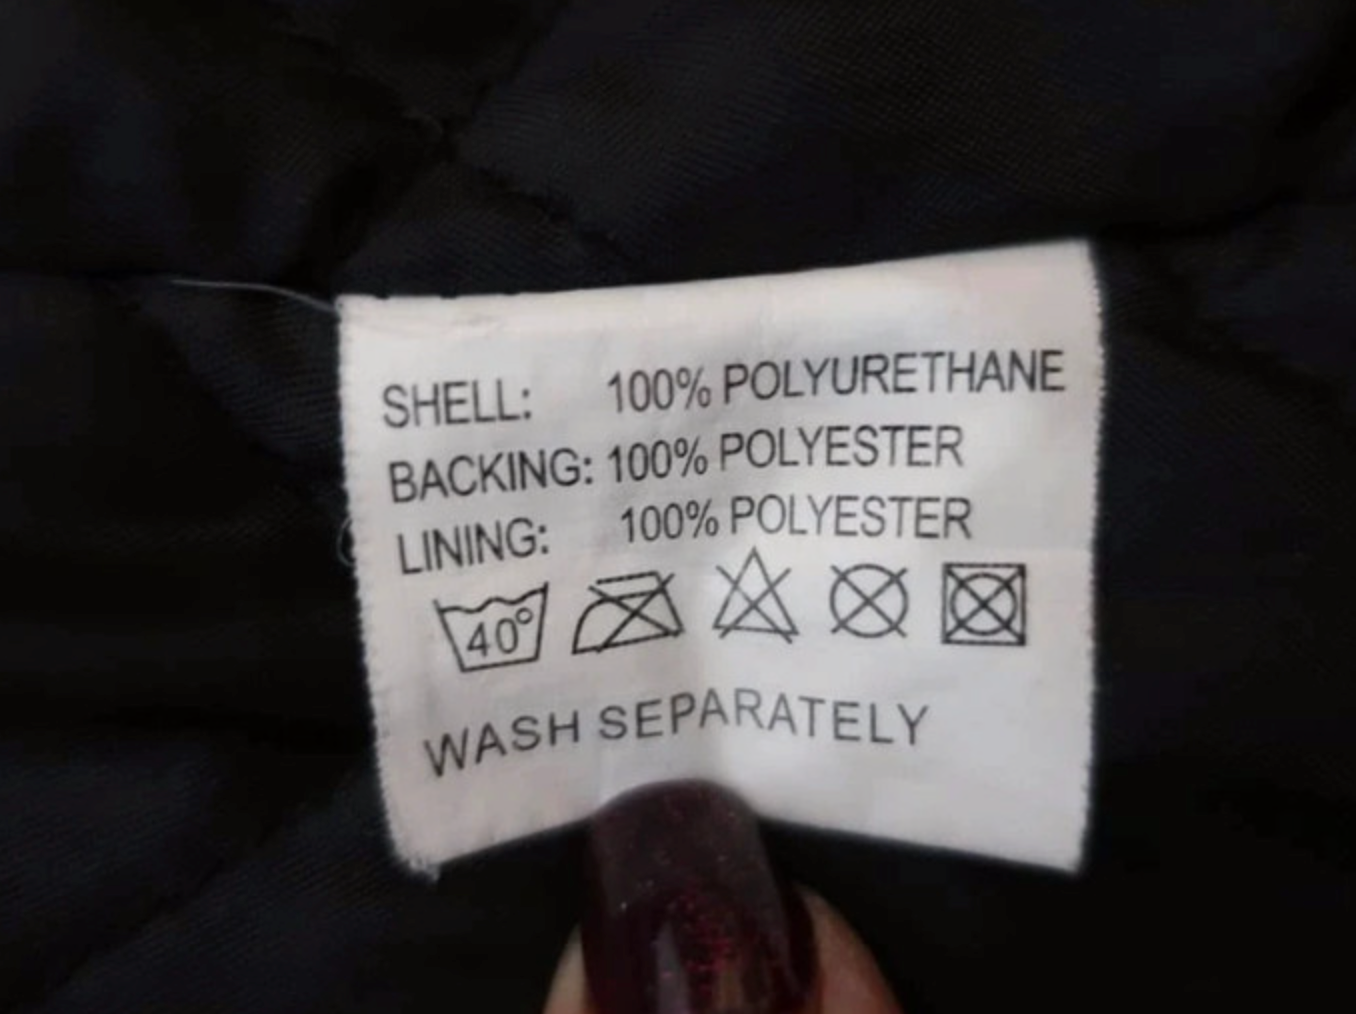 SHELL: 100% POLYURETHANE
BACKING: 100% POLYESTER
LINING: 100% POLYESTER
40°
WASH SEPARATELY